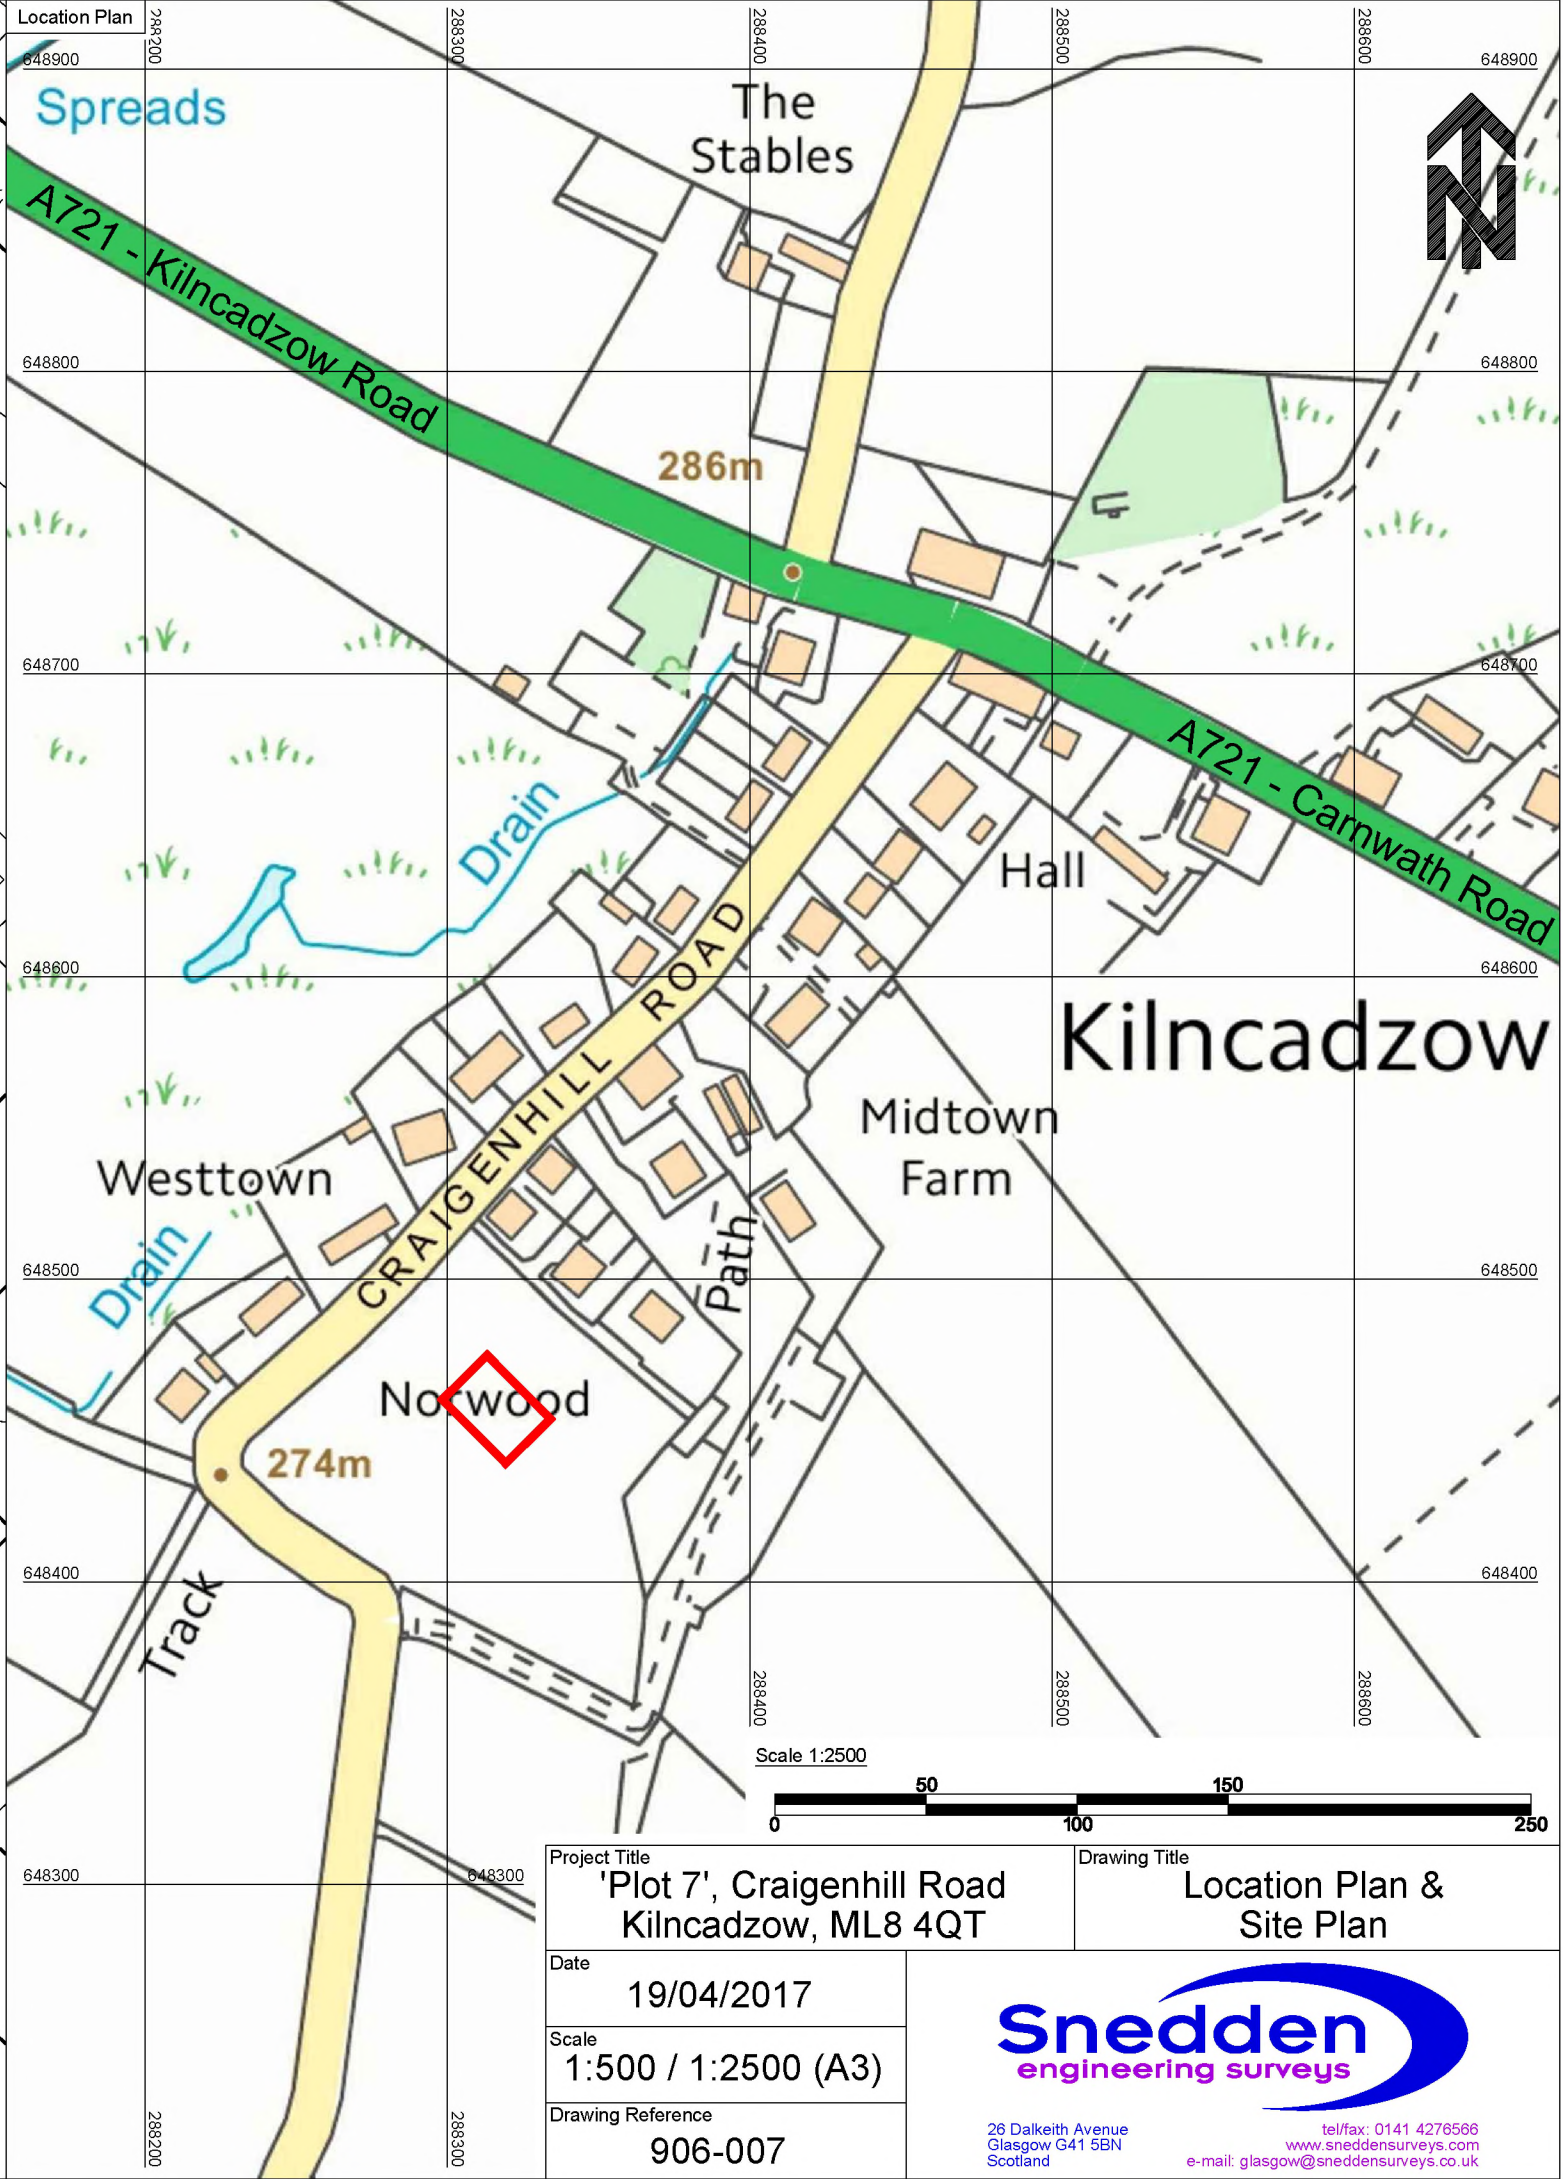 Location Plan
288200
288300
288400
288500
288600
648900
648900
Spreads
The
Stables
N
A721 - Kilncadzow Road
648800
648800
286m
648700
648700
A721 - Carnwath Road
Drain
Hall
648600
648600
Kilncadzow
CRAIGENHILL ROAD
Midtown
Farm
Westtown
Drain
Path
648500
648500
Norwood
274m
648400
648400
Track
288400
288500
288600
Scale 1:2500
50
150
0
100
250
648300
648300
288200
288300
Project Title
'Plot 7', Craigenhill Road
Kilncadzow, ML8 4QT
Drawing Title
Location Plan &
Site Plan
Date
19/04/2017
Scale
1:500 / 1:2500 (A3)
Drawing Reference
906-007
Snedden
engineering surveys
26 Dalkeith Avenue
Glasgow G41 5BN
Scotland
tel/fax: 0141 4276566
www.sneddensurveys.com
e-mail: glasgow@sneddensurveys.co.uk